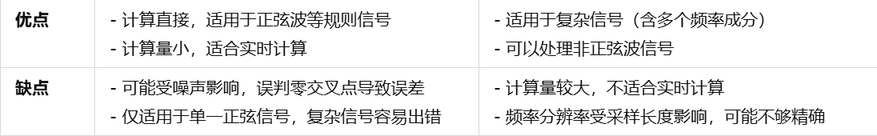 优点
- 计算直接，适用于正弦波等规则信号
- 计算量小，适合实时计算
- 适用于复杂信号（含多个频率成分）
- 可以处理非正弦波信号
缺点
- 可能受噪声影响，误判零交叉点导致误差
- 仅适用于单一正弦信号，复杂信号容易出错
- 计算量较大，不适合实时计算
- 频率分辨率受采样长度影响，可能不够精确